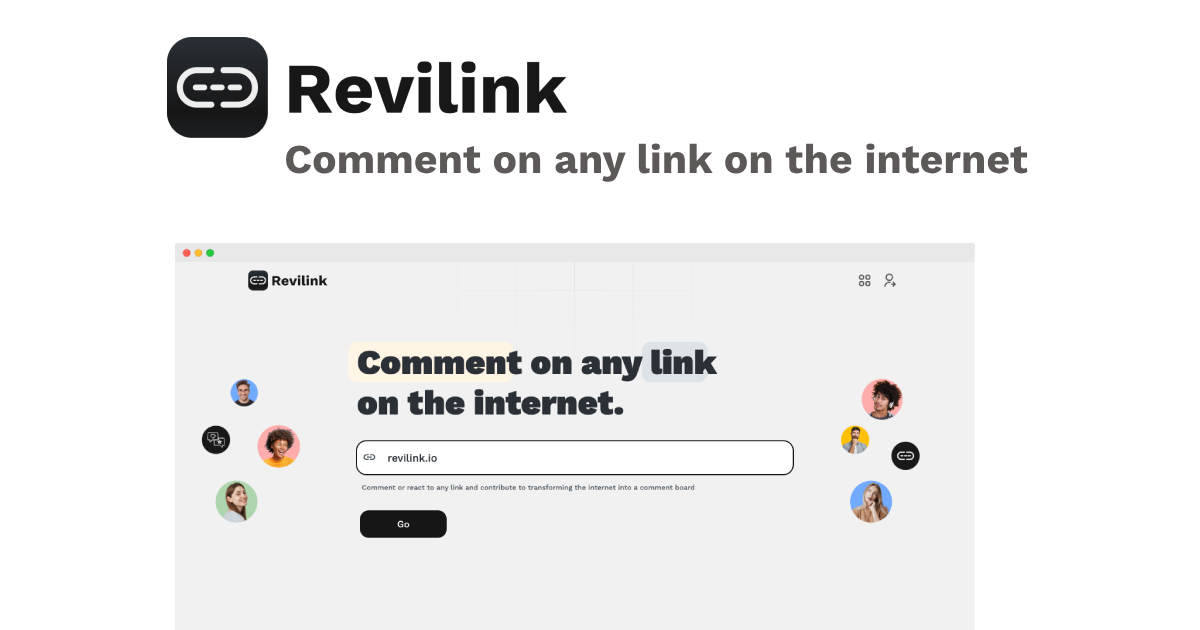 Revilink
Comment on any link on the internet
Revilink
Comment on any link
on the internet.
revilink.io
Comment or react to any link and contribute to transforming the internet into a comment board
Go